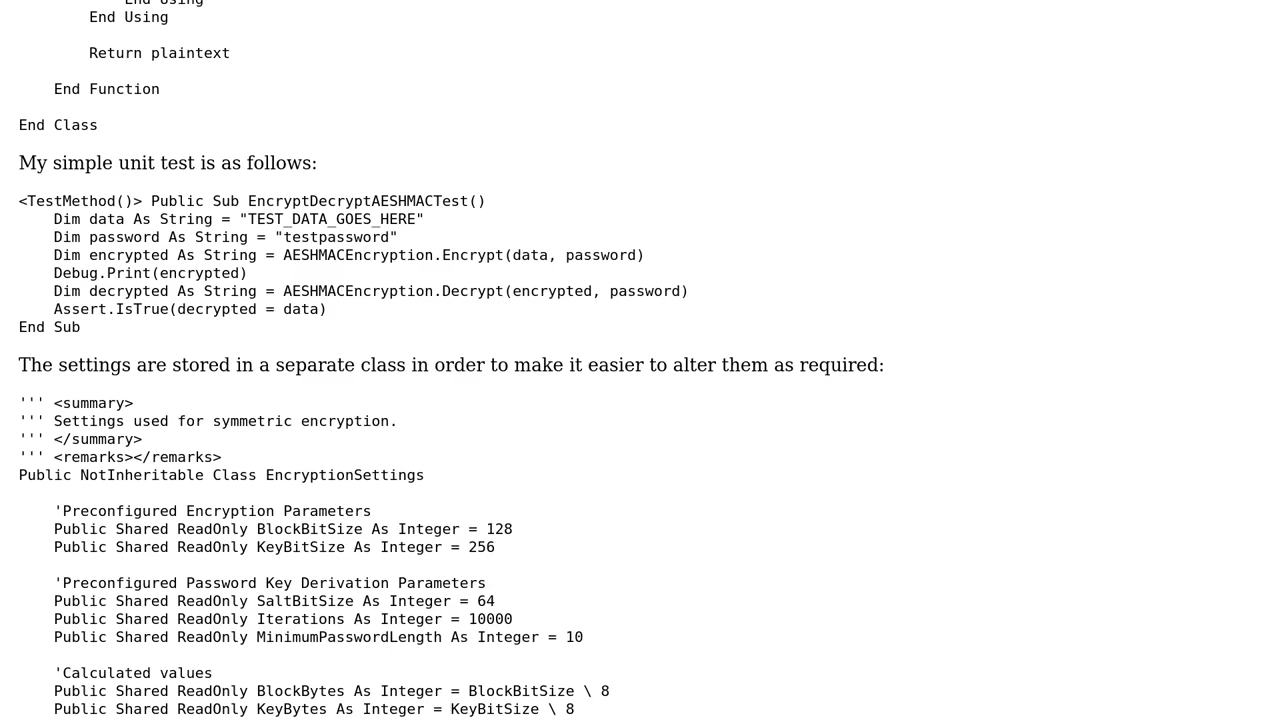 End Using
End Using
Return plaintext
End Function
End Class
My simple unit test is as follows:
<TestMethod()> Public Sub EncryptDecryptAESHMACTest()
Dim data As String = "TEST_DATA_GOES_HERE"
Dim password As String = "testpassword"
Dim encrypted As String = AESHMACEncryption.Encrypt(data, password)
Debug.Print(encrypted)
Dim decrypted As String = AESHMACEncryption.Decrypt(encrypted, password)
Assert.IsTrue(decrypted = data)
End Sub
The settings are stored in a separate class in order to make it easier to alter them as required:
''' <summary>
''' Settings used for symmetric encryption.
''' </summary>
''' <remarks></remarks>
Public NotInheritable Class EncryptionSettings
'Preconfigured Encryption Parameters
Public Shared ReadOnly BlockBitSize As Integer = 128
Public Shared ReadOnly KeyBitSize As Integer = 256
'Preconfigured Password Key Derivation Parameters
Public Shared ReadOnly SaltBitSize As Integer = 64
Public Shared ReadOnly Iterations As Integer = 10000
Public Shared ReadOnly MinimumPasswordLength As Integer = 10
'Calculated values
Public Shared ReadOnly BlockBytes As Integer = BlockBitSize \ 8
Public Shared ReadOnly KeyBytes As Integer = KeyBitSize \ 8